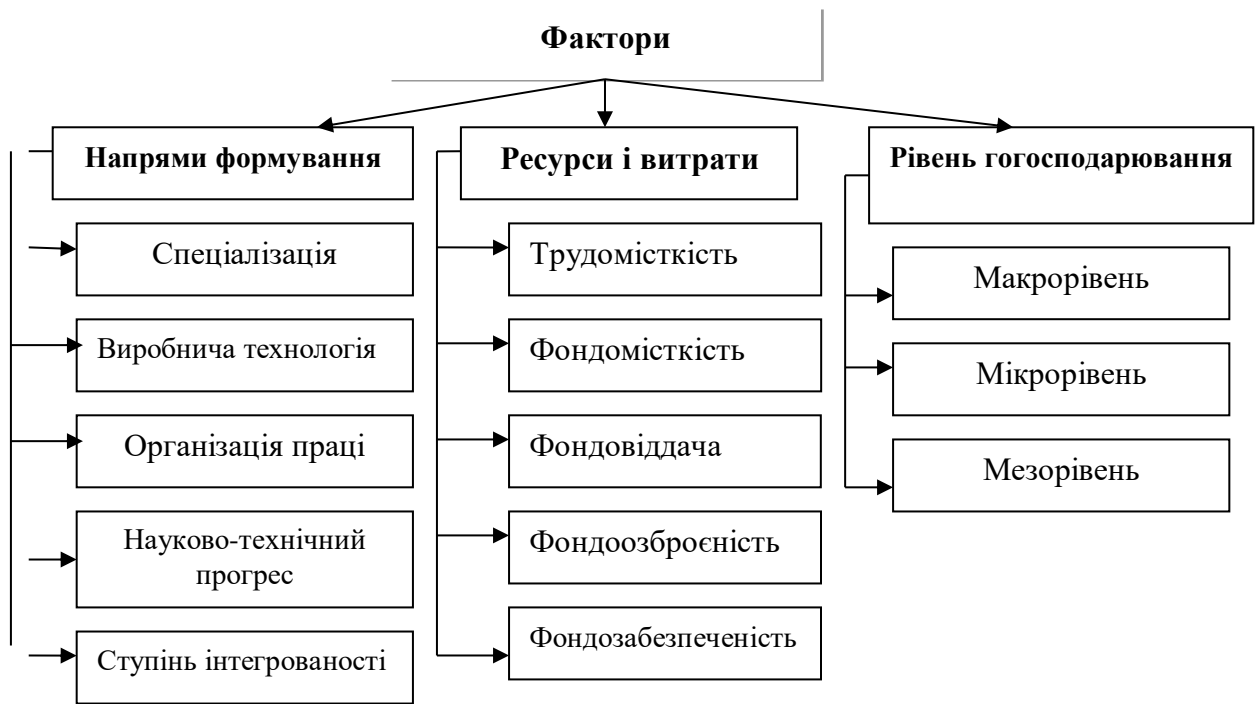 Фактори
Напрями формування
Спеціалізація
Виробнича технологія
Організація праці
Науково-технічний
прогрес
Ступінь інтегрованості
Ресурси і витрати
Трудомісткість
Фондомісткість
Фондовіддача
Фондоозброєність
Фондозабезпеченість
Рівень гогосподарювання
Макрорівень
Мікрорівень
Мезорівень